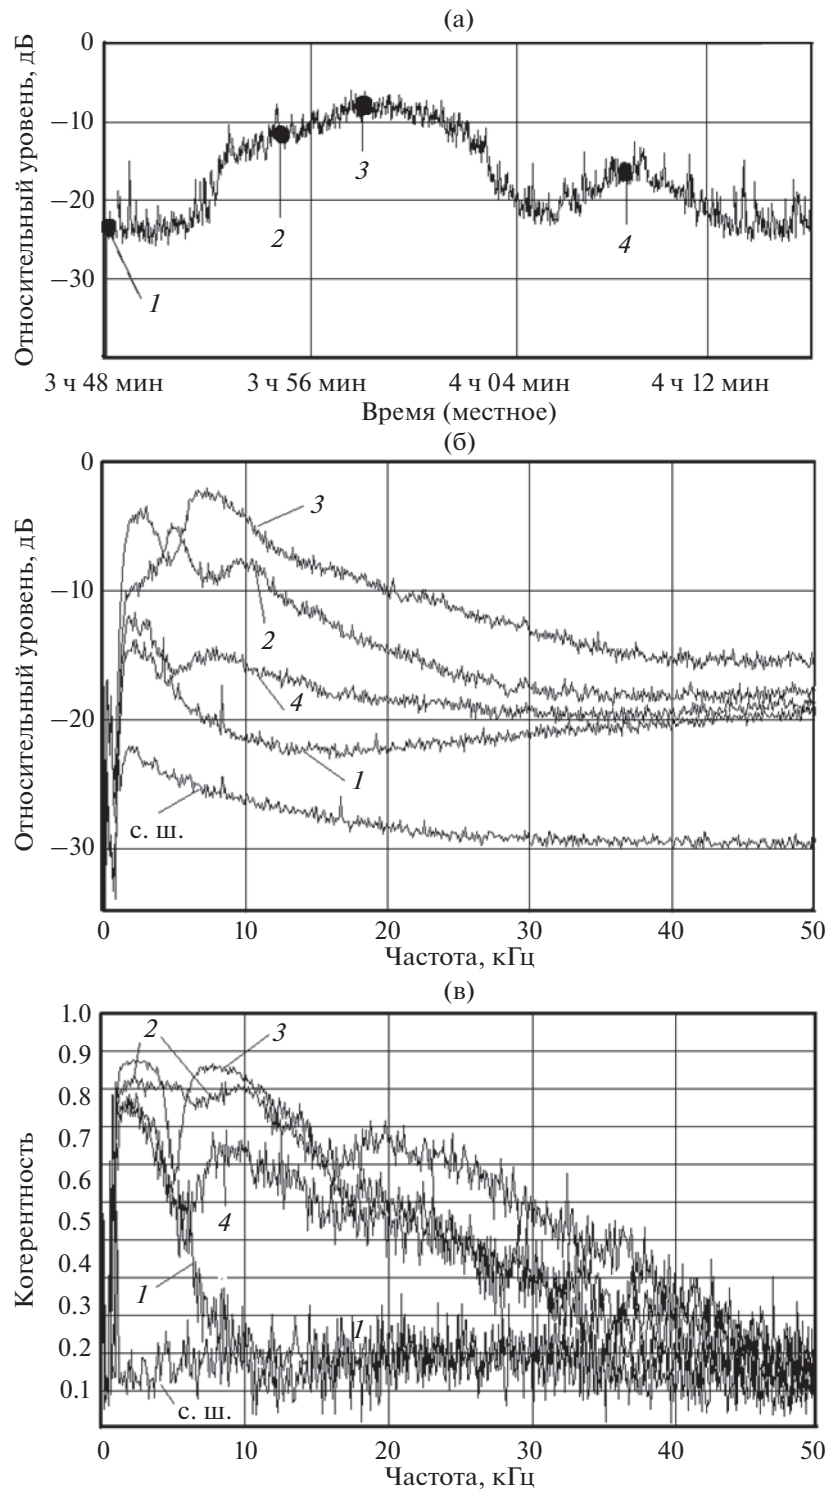 (а)
Относительный уровень, дБ
0
−10
−20
−30
1
2
3
4
3 ч 48 мин 3 ч 56 мин 4 ч 04 мин 4 ч 12 мин
Время (местное)
(б)
Относительный уровень, дБ
0
−10
−20
−30
3
2
4
1
с. ш.
0 10 20 30 40 50
Частота, кГц
(в)
Когерентность
1.0
0.9
0.8
0.7
0.6
0.5
0.4
0.3
0.2
0.1
2
3
4
1
1
с. ш.
0 10 20 30 40 50
Частота, кГц